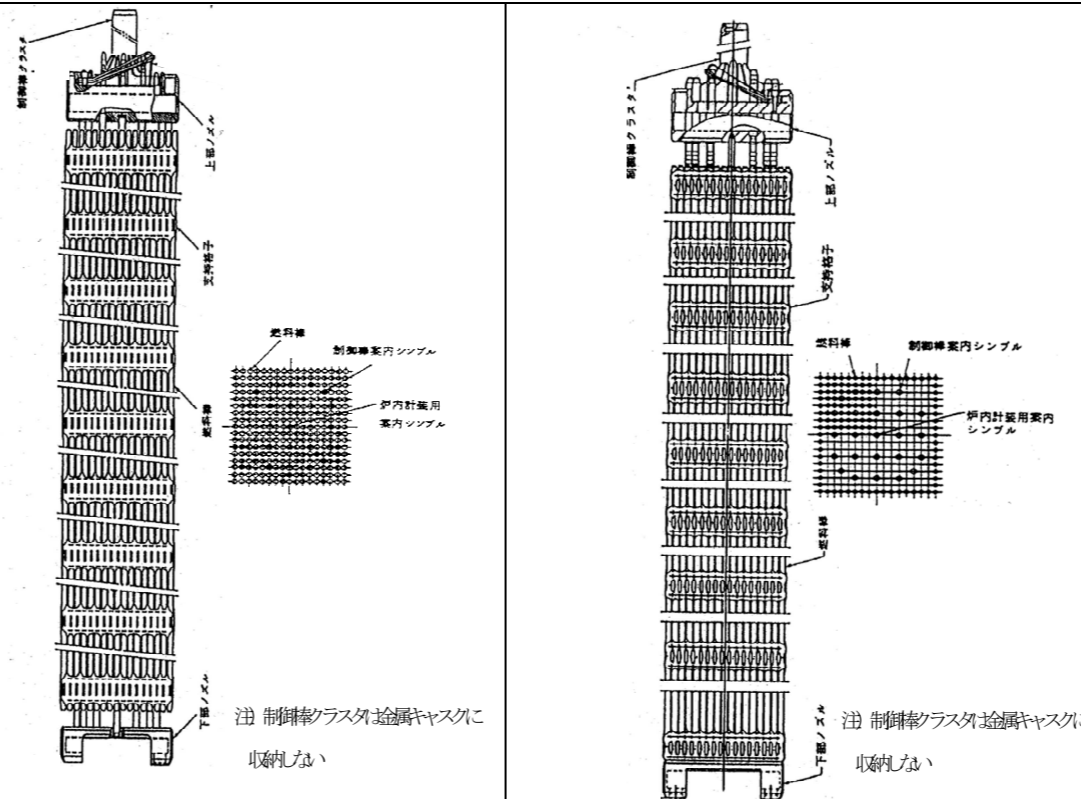 制御棒クラスタ
上部ノズル
支持格子
燃料棒
制御棒案内シンブル
炉内計装用
案内シンブル
燃料棒
下部ノズル
注) 制御棒クラスタは金属キャスクに
収納しない
制御棒クラスタ
上部ノズル
支持格子
燃料棒
制御棒案内シンブル
炉内計装用案内
シンブル
燃料棒
下部ノズル
注) 制御棒クラスタは金属キャスクに
収納しない